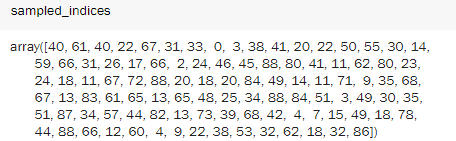 sampled_indices
array([40, 61, 40, 22, 67, 31, 33, 0, 3, 38, 41, 20, 22, 50, 55, 30, 14,
59, 66, 31, 26, 17, 66, 2, 24, 46, 45, 88, 80, 41, 11, 62, 80, 23,
24, 18, 11, 67, 72, 88, 20, 18, 20, 84, 49, 14, 11, 71, 9, 35, 68,
67, 13, 83, 61, 65, 13, 65, 48, 25, 34, 88, 84, 51, 3, 49, 30, 35,
51, 87, 34, 57, 44, 82, 13, 73, 39, 68, 42, 4, 7, 15, 49, 18, 78,
44, 88, 66, 12, 60, 4, 9, 22, 38, 53, 32, 62, 18, 32, 86])